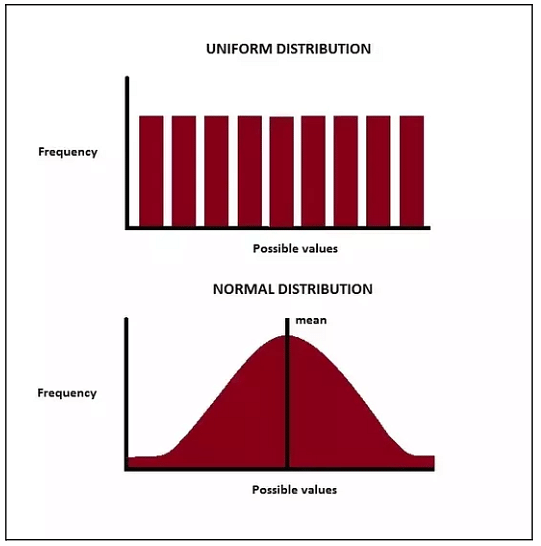 UNIFORM DISTRIBUTION
Frequency
Possible values
NORMAL DISTRIBUTION
mean
Frequency
Possible values